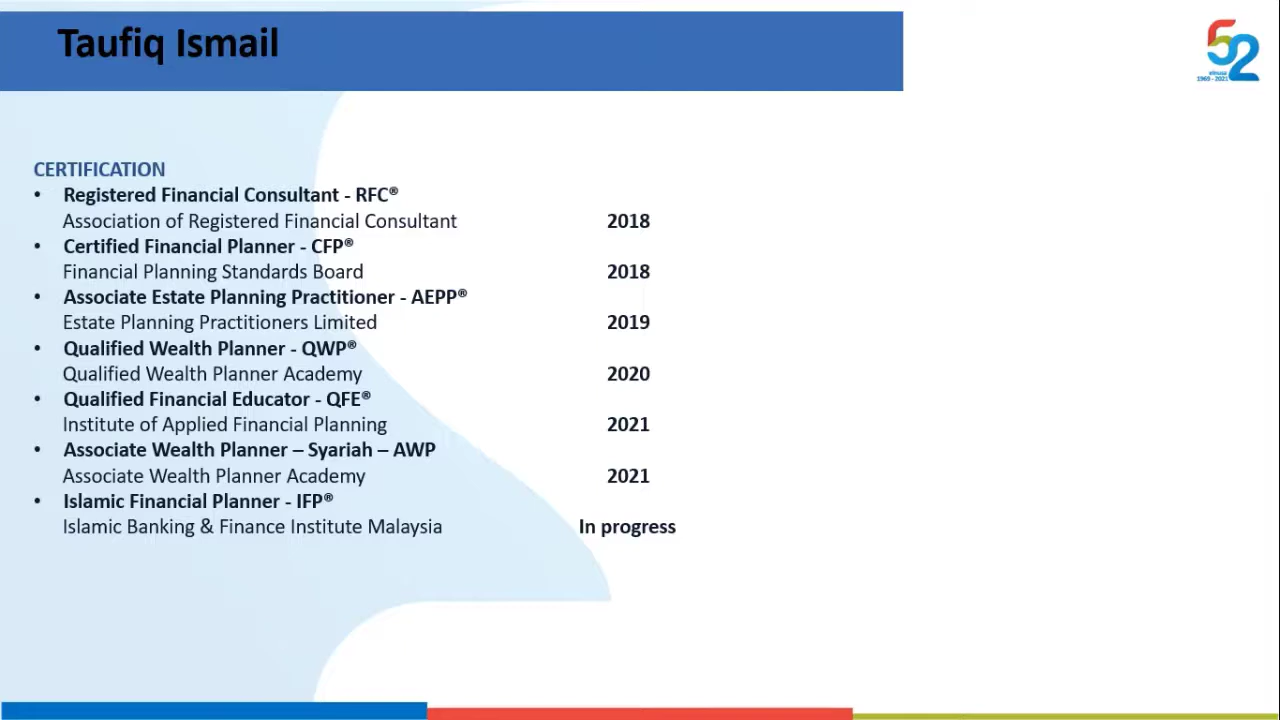 Taufiq Ismail
52
elnusa
1969 - 2021
CERTIFICATION
• Registered Financial Consultant - RFC®
Association of Registered Financial Consultant 2018
• Certified Financial Planner - CFP®
Financial Planning Standards Board 2018
• Associate Estate Planning Practitioner - AEPP®
Estate Planning Practitioners Limited 2019
• Qualified Wealth Planner - QWP®
Qualified Wealth Planner Academy 2020
• Qualified Financial Educator - QFE®
Institute of Applied Financial Planning 2021
• Associate Wealth Planner – Syariah – AWP
Associate Wealth Planner Academy 2021
• Islamic Financial Planner - IFP®
Islamic Banking & Finance Institute Malaysia In progress